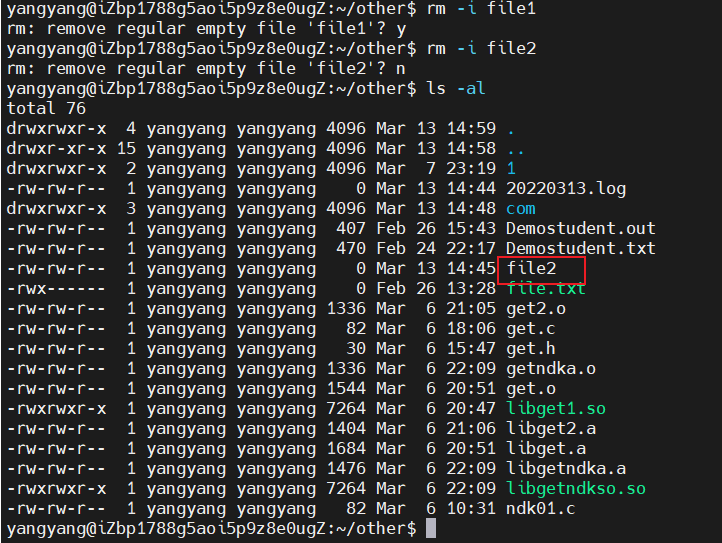 yangyang@iZbp1788g5aoi5p9z8e0ugZ:~/other$ rm -i file1
rm: remove regular empty file 'file1'? y
yangyang@iZbp1788g5aoi5p9z8e0ugZ:~/other$ rm -i file2
rm: remove regular empty file 'file2'? n
yangyang@iZbp1788g5aoi5p9z8e0ugZ:~/other$ ls -al
total 76
drwxrwxr-x  4 yangyang yangyang 4096 Mar 13 14:59 .
drwxr-xr-x 15 yangyang yangyang 4096 Mar 13 14:58 ..
drwxrwxr-x  2 yangyang yangyang 4096 Mar  7 23:19 1
-rw-rw-r--  1 yangyang yangyang    0 Mar 13 14:44 20220313.log
drwxrwxr-x  3 yangyang yangyang 4096 Mar 13 14:48 com
-rw-rw-r--  1 yangyang yangyang  407 Feb 26 15:43 Demostudent.out
-rw-rw-r--  1 yangyang yangyang  470 Feb 24 22:17 Demostudent.txt
-rw-rw-r--  1 yangyang yangyang    0 Mar 13 14:45 file2
-rwx------  1 yangyang yangyang    0 Feb 26 13:28 file.txt
-rw-rw-r--  1 yangyang yangyang 1336 Mar  6 21:05 get2.o
-rw-rw-r--  1 yangyang yangyang   82 Mar  6 18:06 get.c
-rw-rw-r--  1 yangyang yangyang   30 Mar  6 15:47 get.h
-rw-rw-r--  1 yangyang yangyang 1336 Mar  6 22:09 getndka.o
-rw-rw-r--  1 yangyang yangyang 1544 Mar  6 20:51 get.o
-rwxrwxr-x  1 yangyang yangyang 7264 Mar  6 20:47 libget1.so
-rw-rw-r--  1 yangyang yangyang 1404 Mar  6 21:06 libget2.a
-rw-rw-r--  1 yangyang yangyang 1684 Mar  6 20:51 libget.a
-rw-rw-r--  1 yangyang yangyang 1476 Mar  6 22:09 libgetndka.a
-rwxrwxr-x  1 yangyang yangyang 7264 Mar  6 22:09 libgetndkso.so
-rw-rw-r--  1 yangyang yangyang   82 Mar  6 10:31 ndk01.c
yangyang@iZbp1788g5aoi5p9z8e0ugZ:~/other$